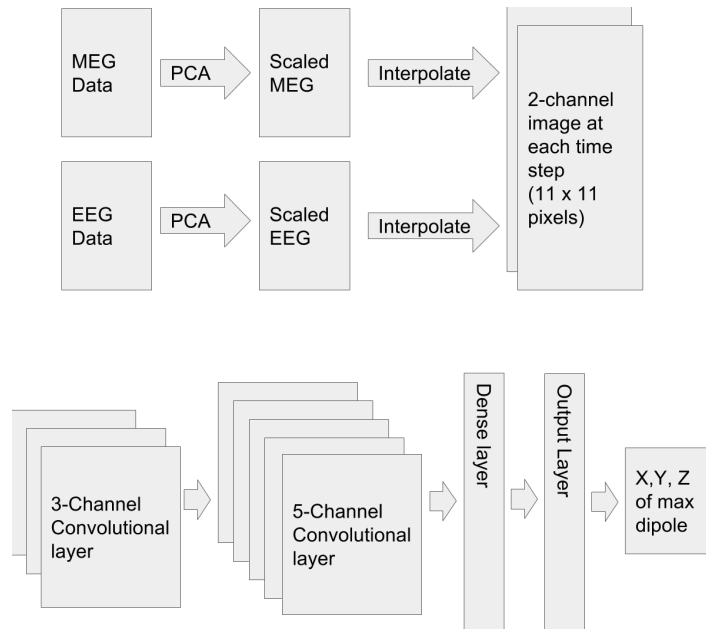 MEG
Data
PCA
Scaled
MEG
Interpolate
2-channel
image at
each time
step
(11 x 11
pixels)
EEG
Data
PCA
Scaled
EEG
Interpolate
3-Channel
Convolutional
layer
5-Channel
Convolutional
layer
Dense layer
Output Layer
X,Y, Z
of max
dipole